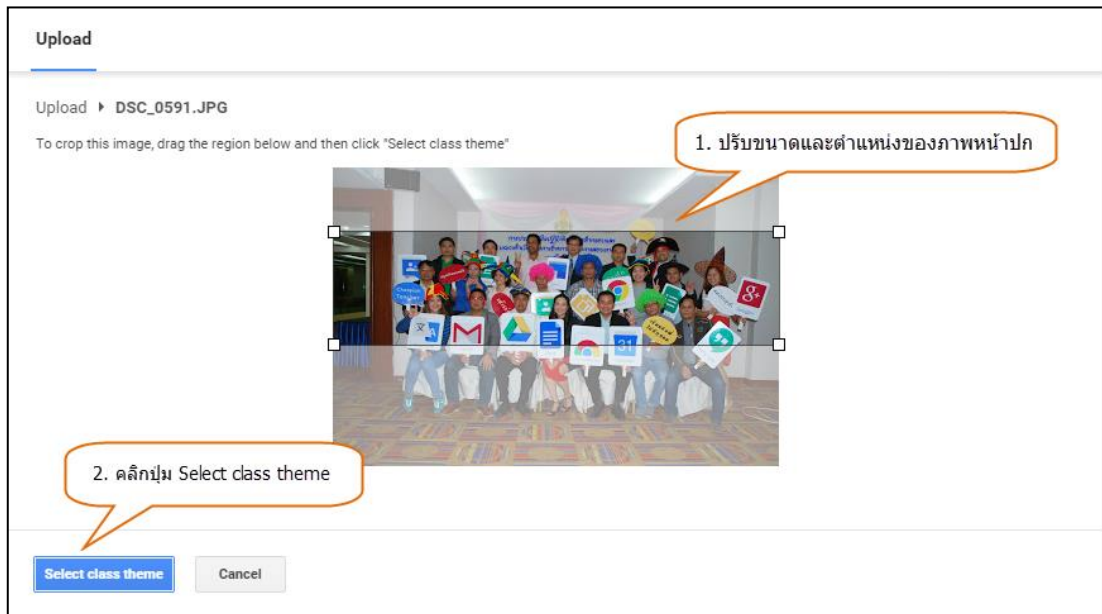 Upload
Upload ▸ DSC_0591.JPG
To crop this image, drag the region below and then click "Select class theme"
1. ปรับขนาดและตำแหน่งของภาพหน้าปก
31
2. คลิกปุ่ม Select class theme
Select class theme
Cancel